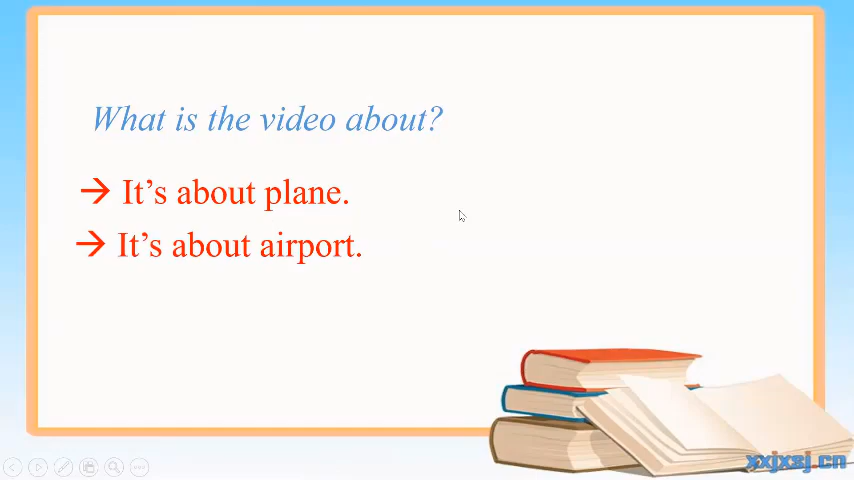 What is the video about?
→ It’s about plane.
→ It’s about airport.
xxjxsj.cn